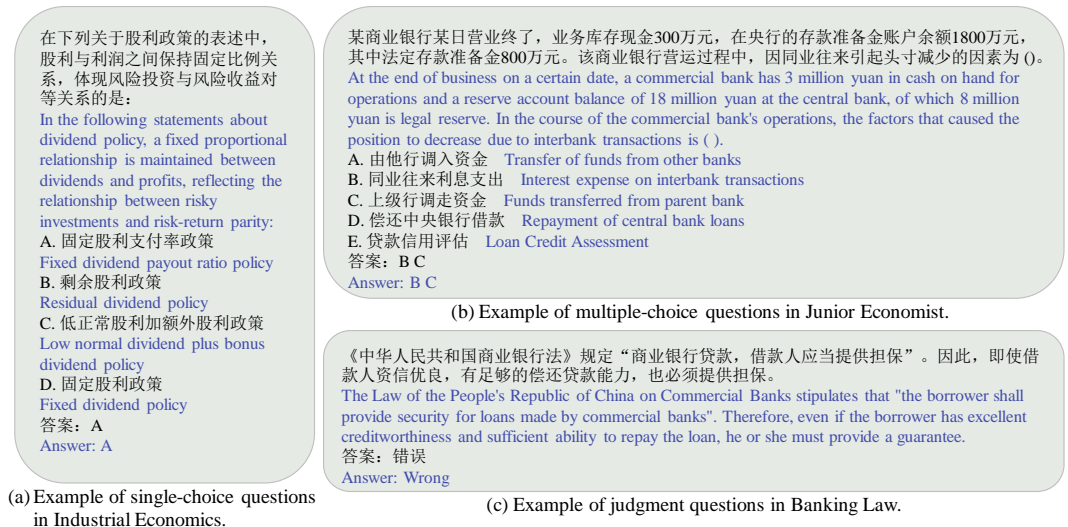 在下列关于股利政策的表述中，
股利与利润之间保持固定比例关
系，体现风险投资与风险收益对
等关系的是：
In the following statements about
dividend policy, a fixed proportional
relationship is maintained between
dividends and profits, reflecting the
relationship between risky
investments and risk-return parity:
A. 固定股利支付率政策
Fixed dividend payout ratio policy
B. 剩余股利政策
Residual dividend policy
C. 低正常股利加额外股利政策
Low normal dividend plus bonus
dividend policy
D. 固定股利政策
Fixed dividend policy
答案：A
Answer: A
(a) Example of single-choice questions
in Industrial Economics.
某商业银行某日营业终了，业务库存现金300万元，在央行的存款准备金账户余额1800万元，
其中法定存款准备金800万元。该商业银行营运过程中，因同业往来引起头寸减少的因素为 ()。
At the end of business on a certain date, a commercial bank has 3 million yuan in cash on hand for
operations and a reserve account balance of 18 million yuan at the central bank, of which 8 million
yuan is legal reserve. In the course of the commercial bank's operations, the factors that caused the
position to decrease due to interbank transactions is ( ).
A. 由他行调入资金 Transfer of funds from other banks
B. 同业往来利息支出 Interest expense on interbank transactions
C. 上级行调走资金 Funds transferred from parent bank
D. 偿还中央银行借款 Repayment of central bank loans
E. 贷款信用评估 Loan Credit Assessment
答案：B C
Answer: B C
(b) Example of multiple-choice questions in Junior Economist.
《中华人民共和国商业银行法》规定“商业银行贷款，借款人应当提供担保”。因此，即使借
款人资信优良，有足够的偿还贷款能力，也必须提供担保。
The Law of the People's Republic of China on Commercial Banks stipulates that "the borrower shall
provide security for loans made by commercial banks". Therefore, even if the borrower has excellent
creditworthiness and sufficient ability to repay the loan, he or she must provide a guarantee.
答案：错误
Answer: Wrong
(c) Example of judgment questions in Banking Law.